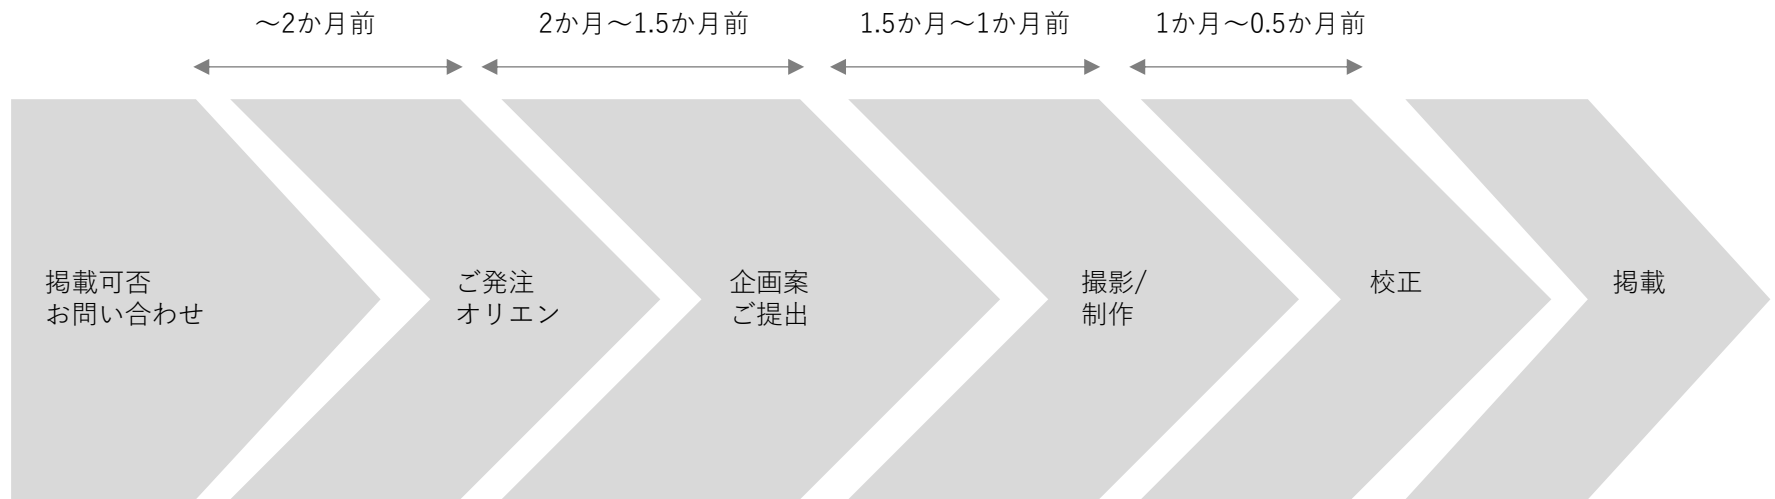 ～2か月前
2か月～1.5か月前
1.5か月～1か月前
1か月～0.5か月前
掲載可否
お問い合わせ
ご発注
オリエン
企画案
ご提出
撮影/
制作
校正
掲載